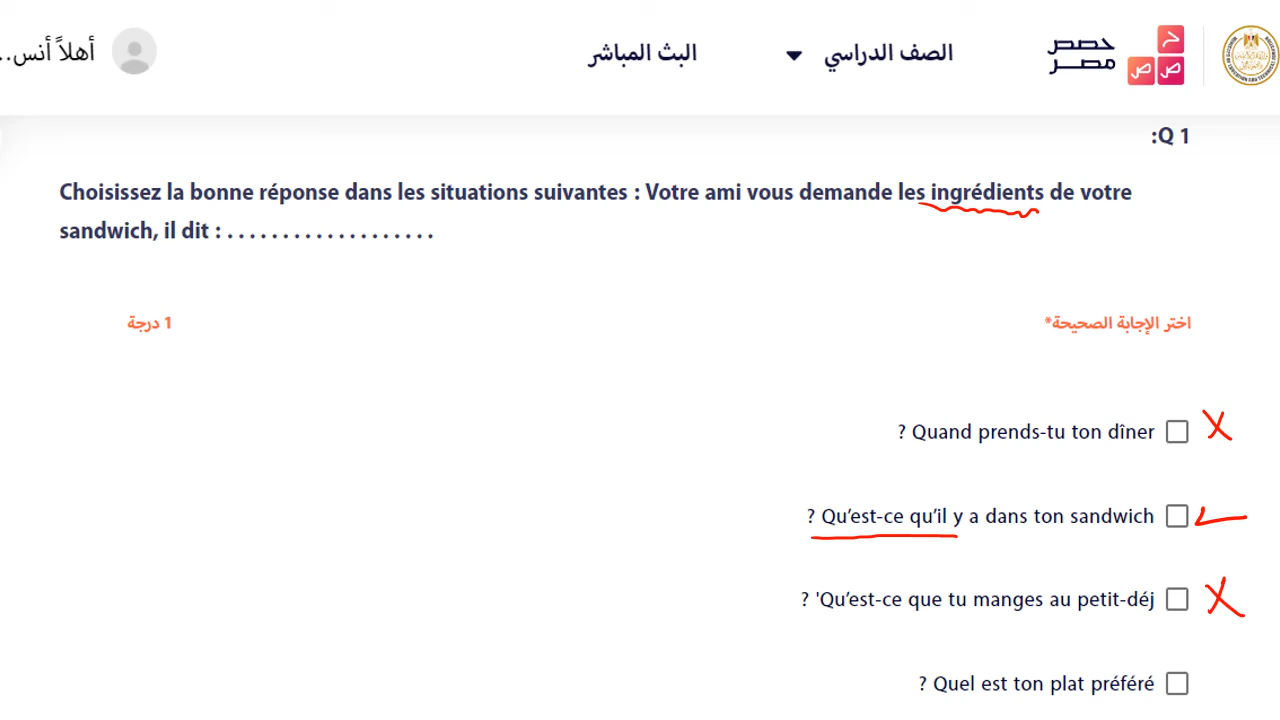 أهلاً أنس..
البث المباشر
الصف الدراسي
حصص
مصر
ح
ص ص
:Q 1
Choisissez la bonne réponse dans les situations suivantes : Votre ami vous demande les ingrédients de votre
sandwich, il dit : . . . . . . . . . . . . . . . . . . .
اختر الإجابة الصحيحة*
1 درجة
? Quand prends-tu ton dîner
? Qu’est-ce qu’il y a dans ton sandwich
? 'Qu’est-ce que tu manges au petit-déj
? Quel est ton plat préféré